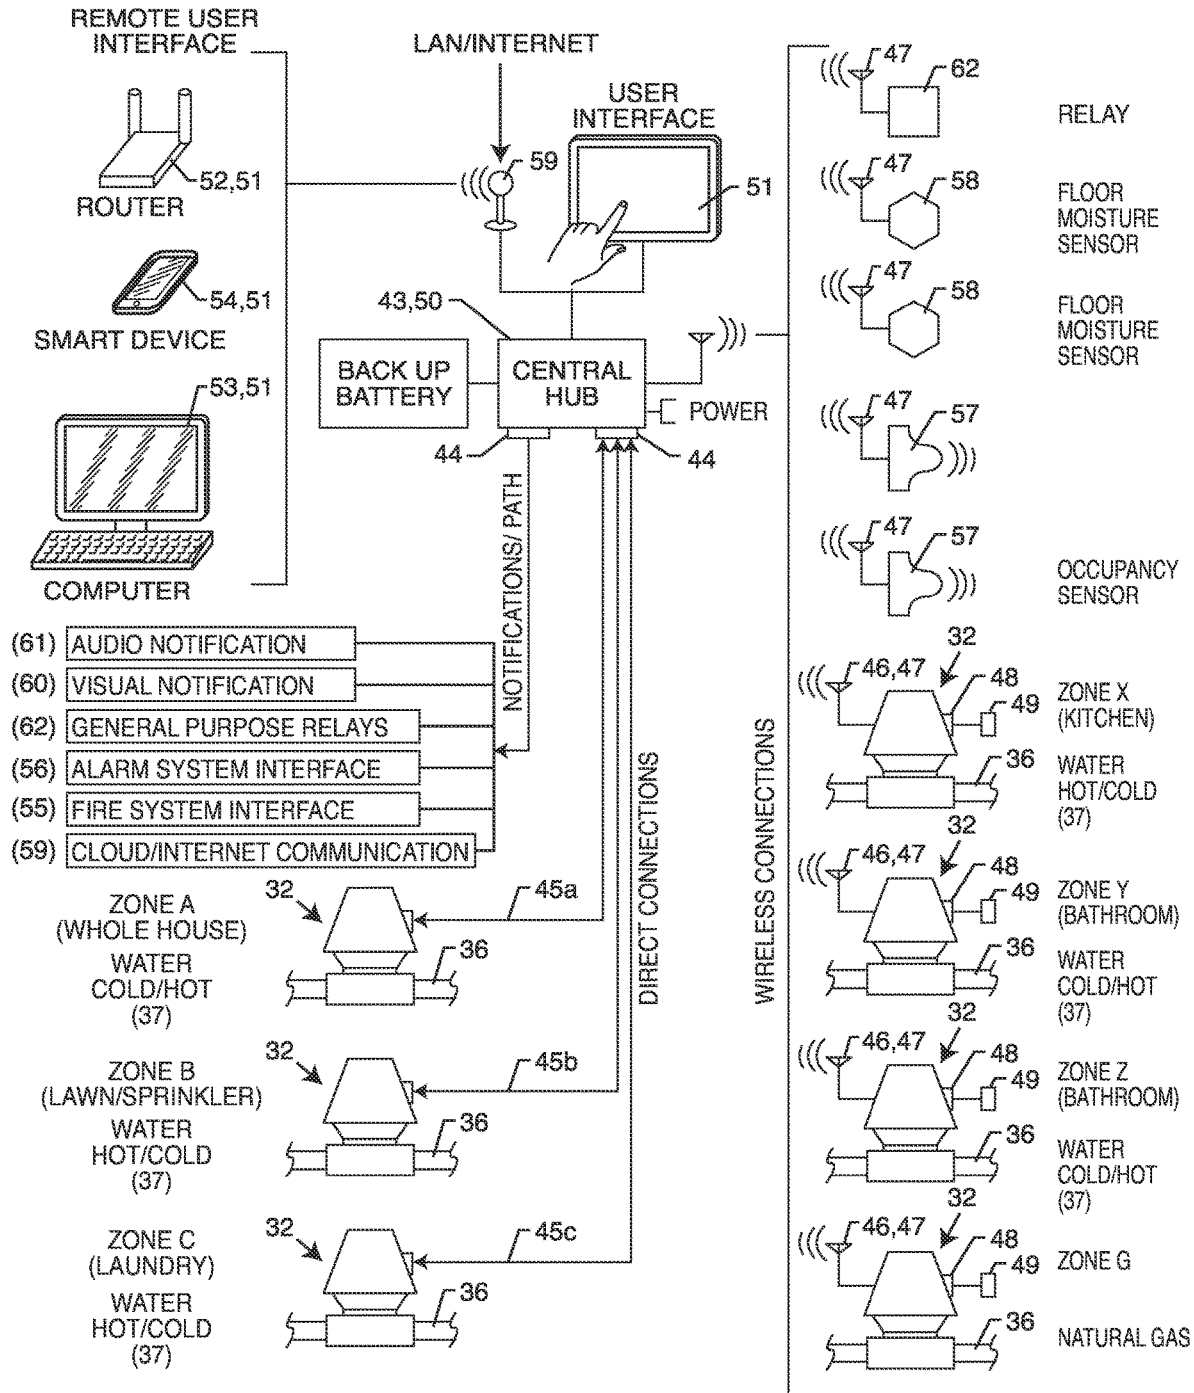 REMOTE USER
INTERFACE
52,51
ROUTER
54,51
SMART DEVICE
53,51
COMPUTER
LAN/INTERNET
59
USER
INTERFACE
51
43,50
BACK UP
BATTERY
CENTRAL
HUB
POWER
44
44
NOTIFICATIONS/ PATH
DIRECT CONNECTIONS
WIRELESS CONNECTIONS
(61) AUDIO NOTIFICATION
(60) VISUAL NOTIFICATION
(62) GENERAL PURPOSE RELAYS
(56) ALARM SYSTEM INTERFACE
(55) FIRE SYSTEM INTERFACE
(59) CLOUD/INTERNET COMMUNICATION
ZONE A
(WHOLE HOUSE)
WATER
COLD/HOT
(37)
32
45a
36
ZONE B
(LAWN/SPRINKLER)
WATER
HOT/COLD
(37)
32
45b
36
ZONE C
(LAUNDRY)
WATER
HOT/COLD
(37)
32
45c
36
47
62
RELAY
47
58
FLOOR
MOISTURE
SENSOR
47
58
FLOOR
MOISTURE
SENSOR
47
57
47
57
OCCUPANCY
SENSOR
32
46,47
48
49
ZONE X
(KITCHEN)
36
WATER
HOT/COLD
(37)
32
46,47
48
49
ZONE Y
(BATHROOM)
36
WATER
COLD/HOT
(37)
32
46,47
48
49
ZONE Z
(BATHROOM)
36
WATER
COLD/HOT
(37)
32
46,47
48
49
ZONE G
36
NATURAL GAS